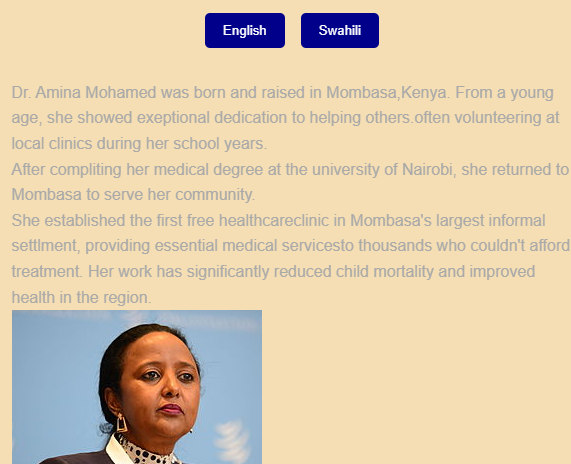 English
Swahili
Dr. Amina Mohamed was born and raised in Mombasa,Kenya. From a young
age, she showed exeptional dedication to helping others.often volunteering at
local clinics during her school years.
After compliting her medical degree at the university of Nairobi, she returned to
Mombasa to serve her community.
She established the first free healthcareclinic in Mombasa's largest informal
settlment, providing essential medical servicesto thousands who couldn't afford
treatment. Her work has significantly reduced child mortality and improved
health in the region.